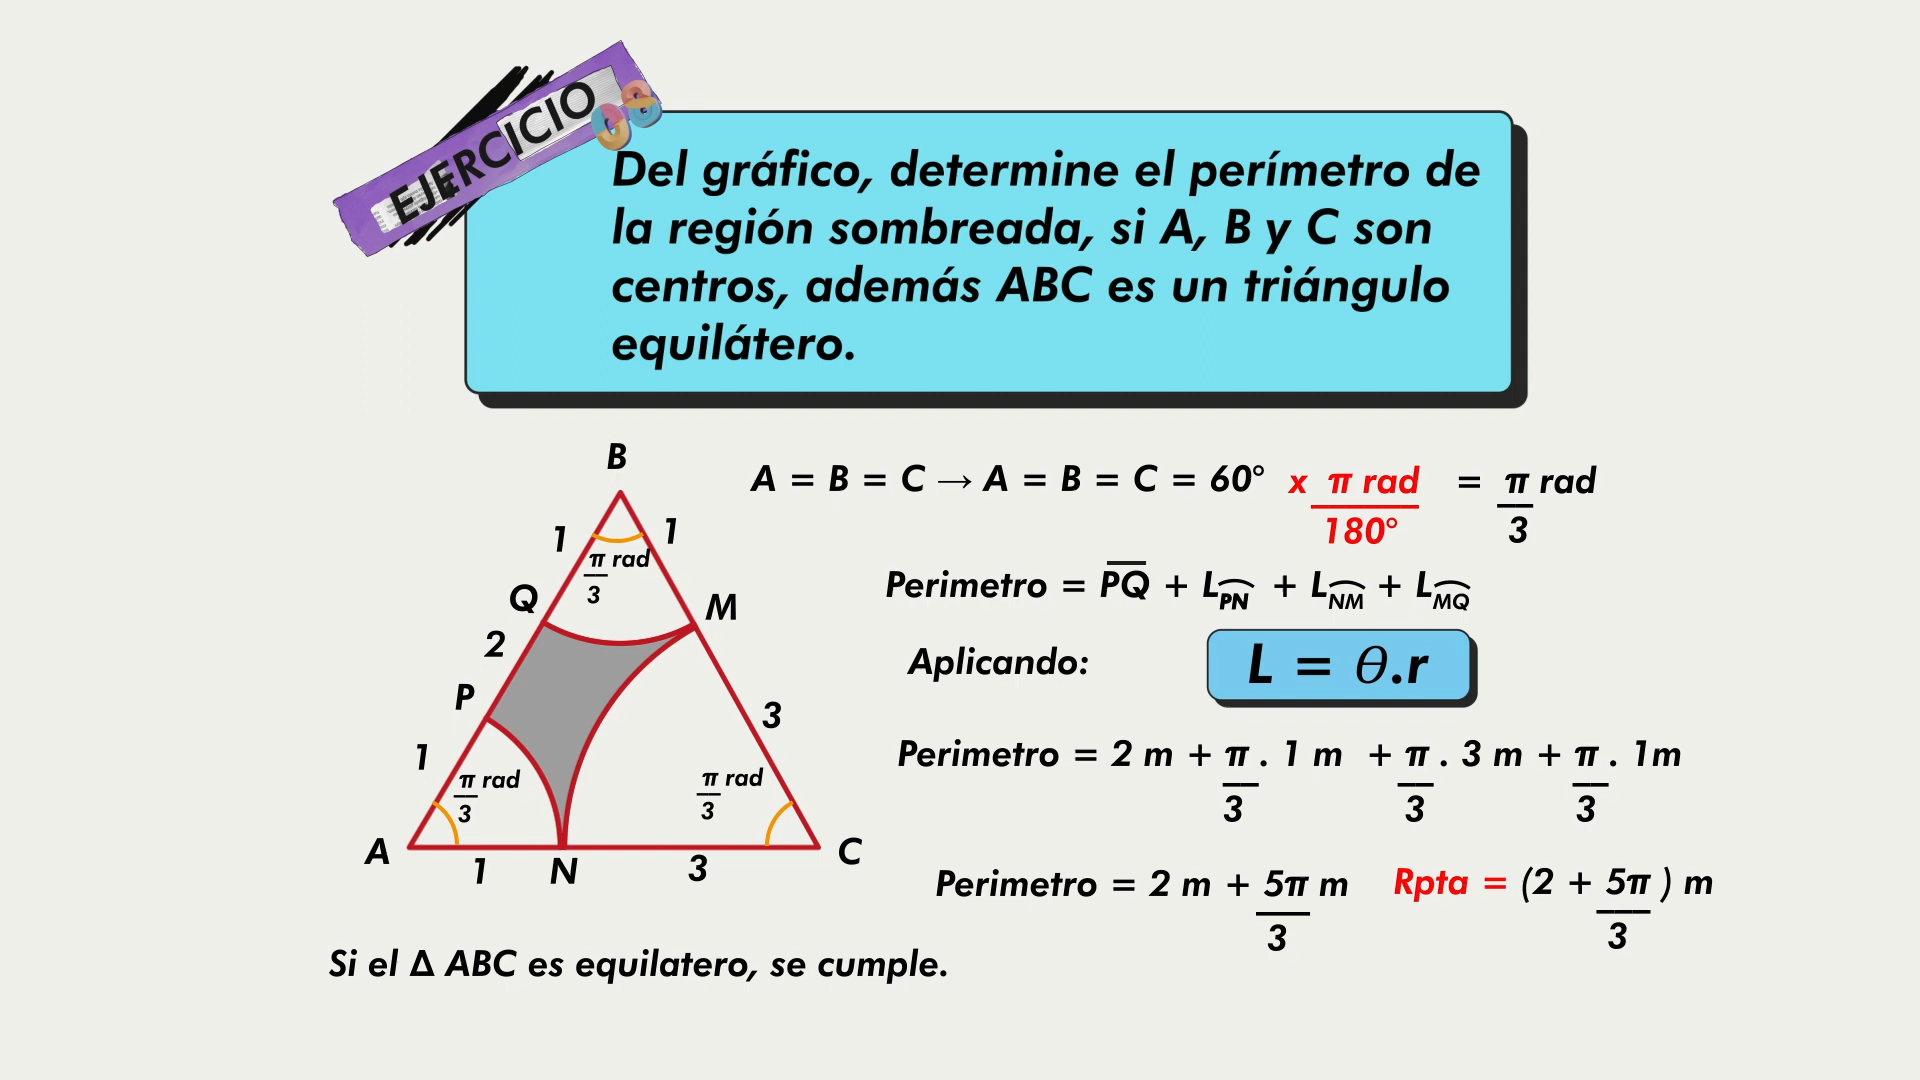 EJERCICIO 08
Del gráfico, determine el perímetro de
la región sombreada, si A, B y C son
centros, además ABC es un triángulo
equilátero.
B
1
1
π/3 rad
Q
M
2
P
3
1
π/3 rad
π/3 rad
A
1
N
3
C
A = B = C → A = B = C = 60° x π rad/180° = π/3 rad
Perimetro = PQ + L PN + L NM + L MQ
Aplicando:
L = θ.r
Perimetro = 2 m + π/3 . 1 m + π/3 . 3 m + π/3 . 1m
Perimetro = 2 m + 5π/3 m
Rpta = (2 + 5π/3 ) m
Si el Δ ABC es equilatero, se cumple.